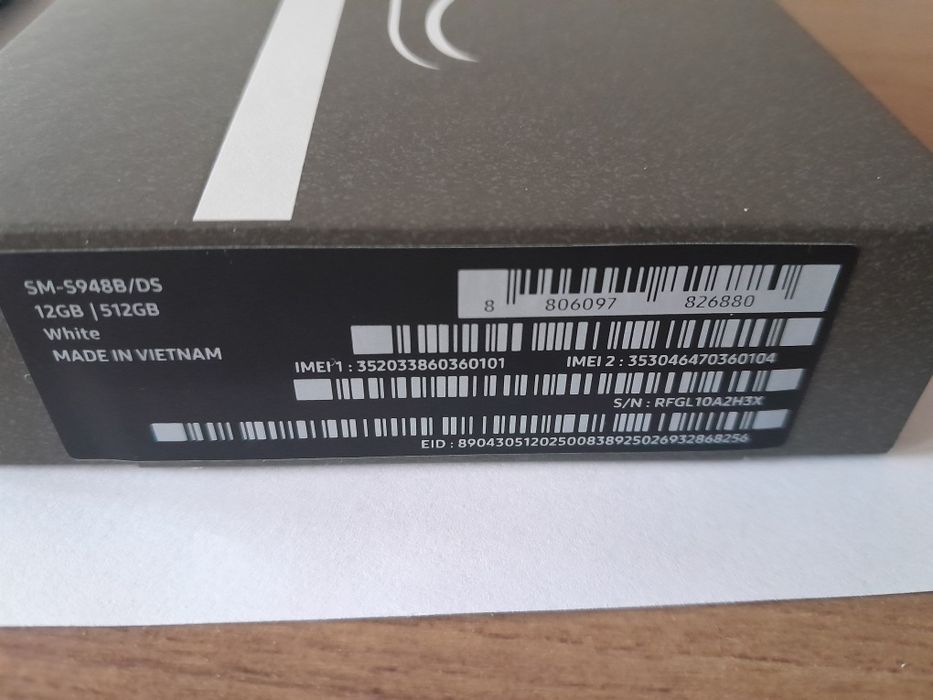 SM-S948B/DS
12GB | 512GB
White
MADE IN VIETNAM
8 806097 826880
IMEI 1 : 352033860360101 IMEI 2 : 353046470360104
S/N : RFGL10A2H3X
EID : 89043051202500838925026932868256